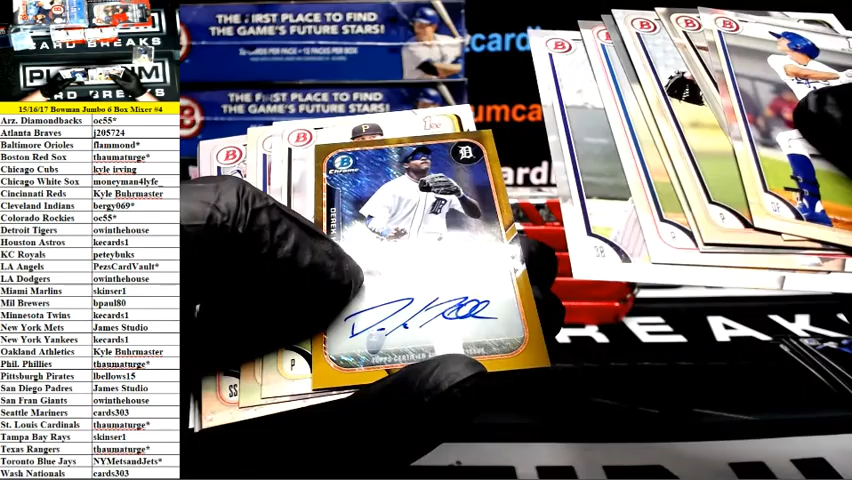 15/16/17 Bowman Jumbo 6 Box Mixer #4
Arz. Diamondbacks oc55*
Atlanta Braves j205724
Baltimore Orioles flammond*
Boston Red Sox thaumaturge*
Chicago Cubs kyle irving
Chicago White Sox moneyman4lyfe_
Cincinnati Reds Kyle Buhrmaster
Cleveland Indians bergy069*
Colorado Rockies oc55*
Detroit Tigers owinthehouse
Houston Astros kecards1
KC Royals peteybuks
LA Angels PezsCardVault*
LA Dodgers owinthehouse
Miami Marlins skinser1
Mil Brewers bpaul80
Minnesota Twins kecards1
New York Mets James Studio
New York Yankees kecards1
Oakland Athletics Kyle Buhrmaster
Phil. Phillies thaumaturge*
Pittsburgh Pirates lbellows15
San Diego Padres James Studio
San Fran Giants owinthehouse
Seattle Mariners cards303
St. Louis Cardinals thaumaturge*
Tampa Bay Rays skinser1
Texas Rangers thaumaturge*
Toronto Blue Jays NYMetsandJets*
Wash Nationals cards303
CARD BREAKS
THE FIRST PLACE TO FIND
THE GAME'S FUTURE STARS!
THE FIRST PLACE TO FIND
THE GAME'S FUTURE STARS!
Chrome
DEREK
TOPPS CERTIFIED
SS
P
P
P
BREAK